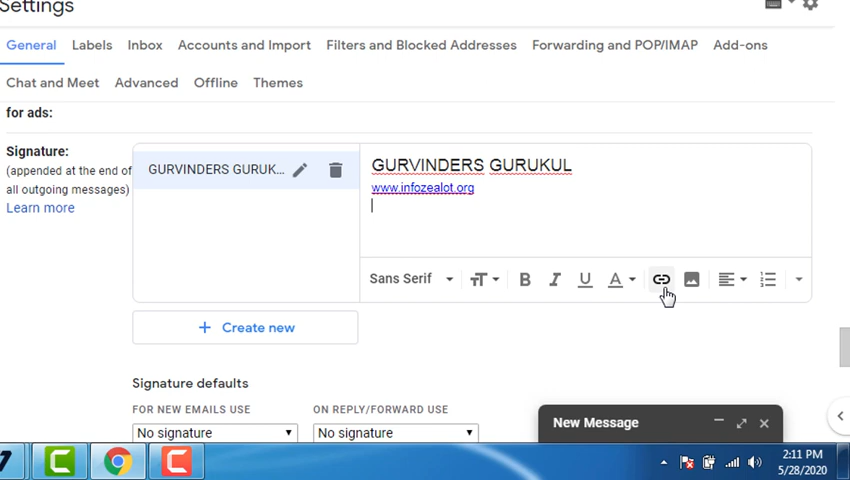 Settings
General Labels Inbox Accounts and Import Filters and Blocked Addresses Forwarding and POP/IMAP Add-ons
Chat and Meet Advanced Offline Themes
for ads:
Signature:
(appended at the end of
all outgoing messages)
Learn more
GURVINDERS GURUK...
GURVINDERS GURUKUL
www.infozealot.org
Sans Serif
+ Create new
Signature defaults
FOR NEW EMAILS USE ON REPLY/FORWARD USE
No signature No signature
New Message
2:11 PM
5/28/2020